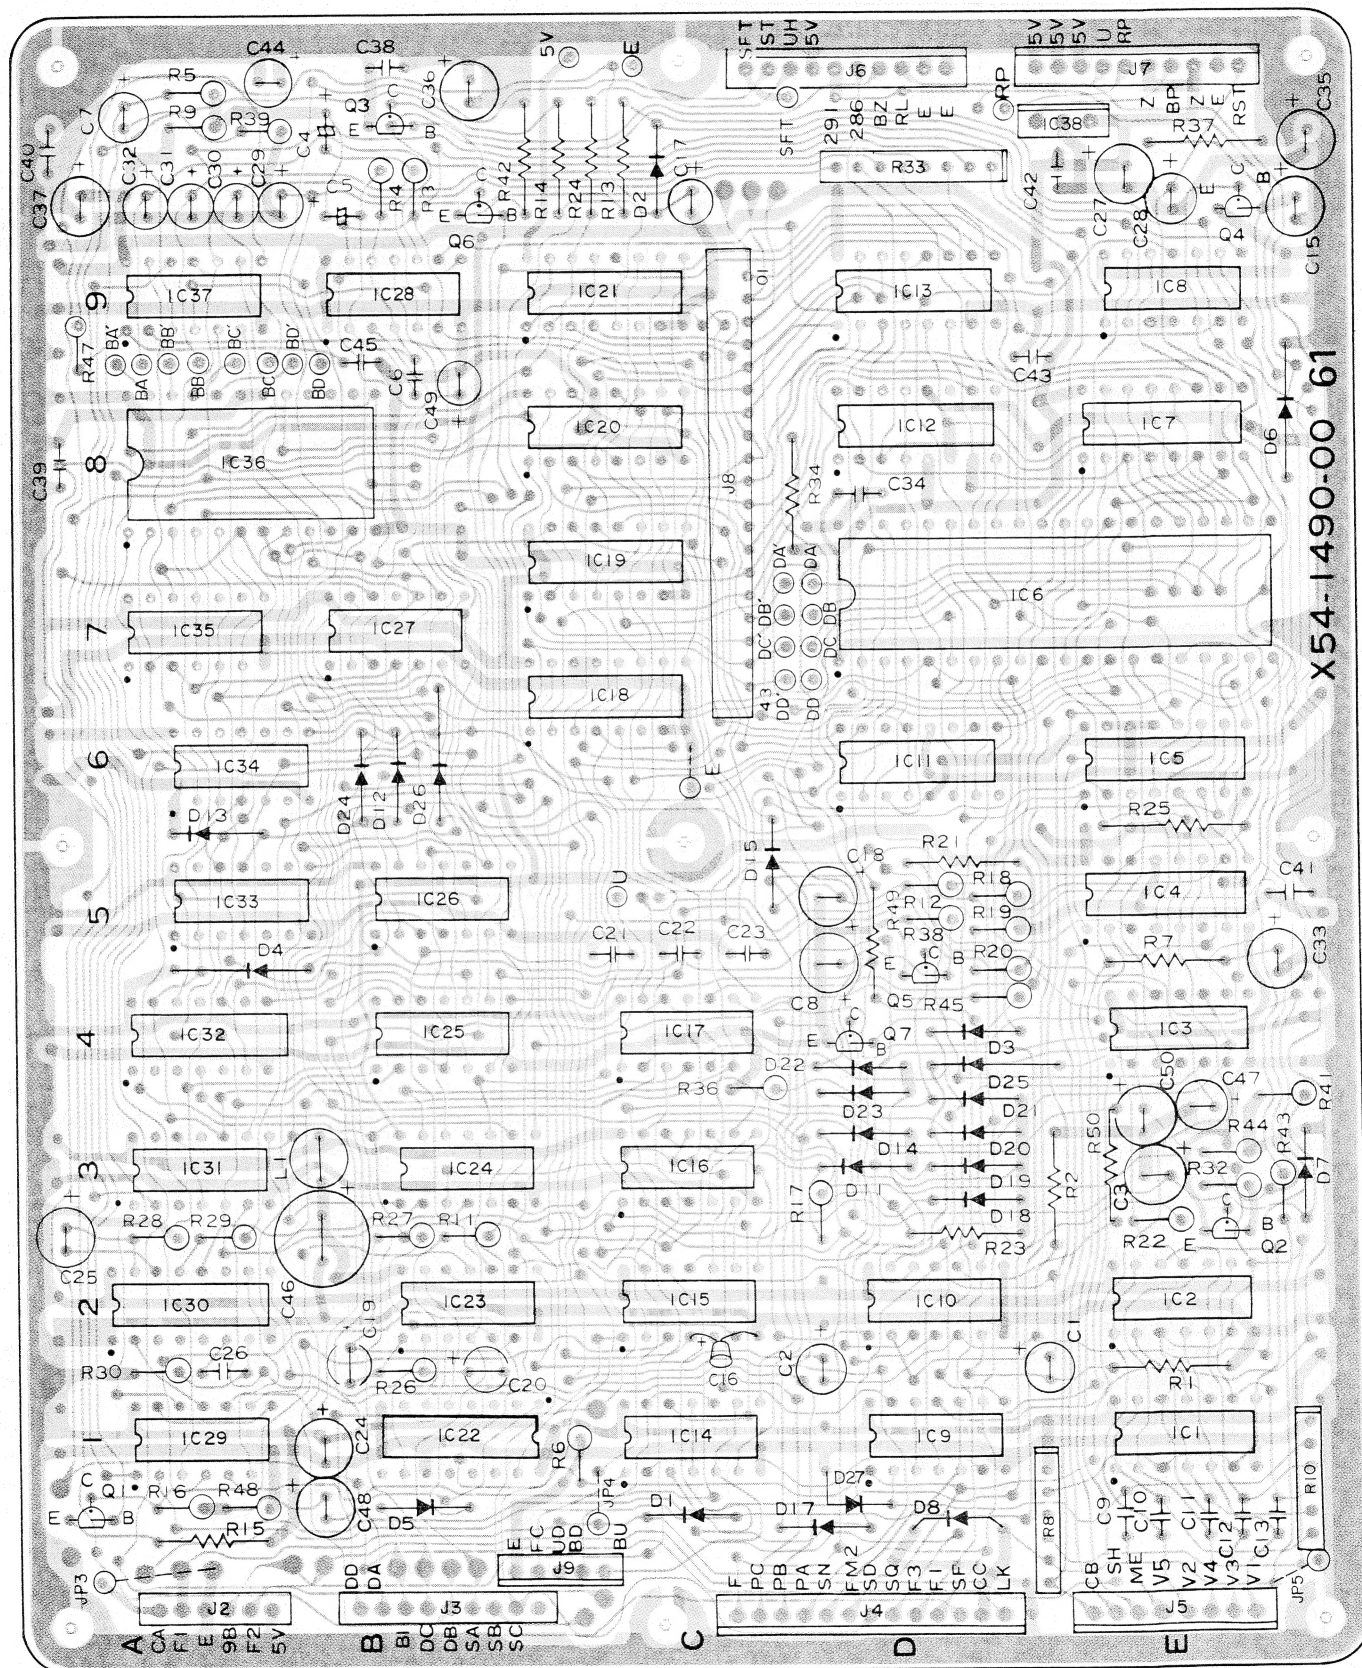 C44
C38
5V
E
SFT
ST
UH
5V
5V
5V
5V
U
RP
J6
J7
R5
C36
RP
C35
C7
R9
R39
C4
Q3
E
C
B
SFT
291
286
BZ
RL
E
E
IC38
Z
BP
Z
E
RST
R37
C40
C37
C32
C31
C30
C29
C5
R4
R3
E
C
B
Q6
R42
R14
R24
R13
D2
C17
R33
C42
C27
C28
E
C
B
Q4
C15
9
IC37
IC28
IC21
01
IC13
IC8
R47
BA'
BB'
BC'
BD'
BA
BB
BC
BD
C45
C6
C49
C43
X54-1490-00 61
8
C39
IC36
IC20
J8
IC12
IC7
D6
R34
C34
IC19
DA'
DB'
DC'
DD'
DA
DB
DC
DD
IC6
7
IC35
IC27
IC18
43
6
IC34
D24
D12
D26
E
IC11
IC5
D13
R25
D15
C18
R21
5
IC33
IC26
U
R49
R12
R18
IC4
C41
R19
D4
C21
C22
C23
R38
E
C
B
R20
R7
C33
C8
Q5
R45
4
IC32
IC25
IC17
E
C
B
Q7
D3
IC3
D22
R36
D25
C50
C47
R41
D23
D21
R50
R44
R43
3
IC31
L1
IC24
IC16
D14
D20
D11
D19
R2
C3
R32
D7
R17
D18
R28
R29
R27
R11
R23
R22
E
C
B
Q2
C25
2
IC30
C46
C19
IC23
IC15
IC10
IC2
R30
C26
R26
C20
C16
C2
C1
R1
1
IC29
C24
IC22
R6
IC14
IC9
IC1
R10
E
C
B
Q1
R16
R48
C48
D5
JP4
D1
D17
D27
D8
R8
C9
C10
C11
C12
C13
R15
JP3
DD
DA
E
FC
UD
BD
BU
J9
F
PC
PB
PA
SN
FM2
SD
SQ
F3
F1
SF
CC
LK
CB
SH
ME
V5
V2
V4
V3
V1
JP5
J2
J3
J4
J5
A
CA
F1
E
9B
F2
5V
B
B1
DC
DB
SA
SB
SC
C
D
E